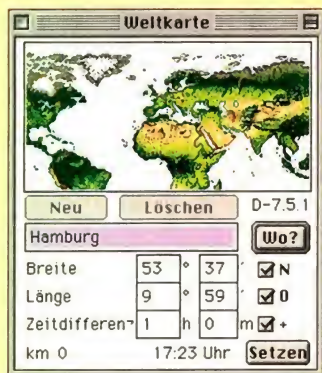 Weltkarte
Neu Löschen D-7.5.1
Hamburg Wo?
Breite 53 ° 37 ′ N
Länge 9 ° 59 ′ O
Zeitdifferen 1 h 0 m +
km 0 17:23 Uhr Setzen